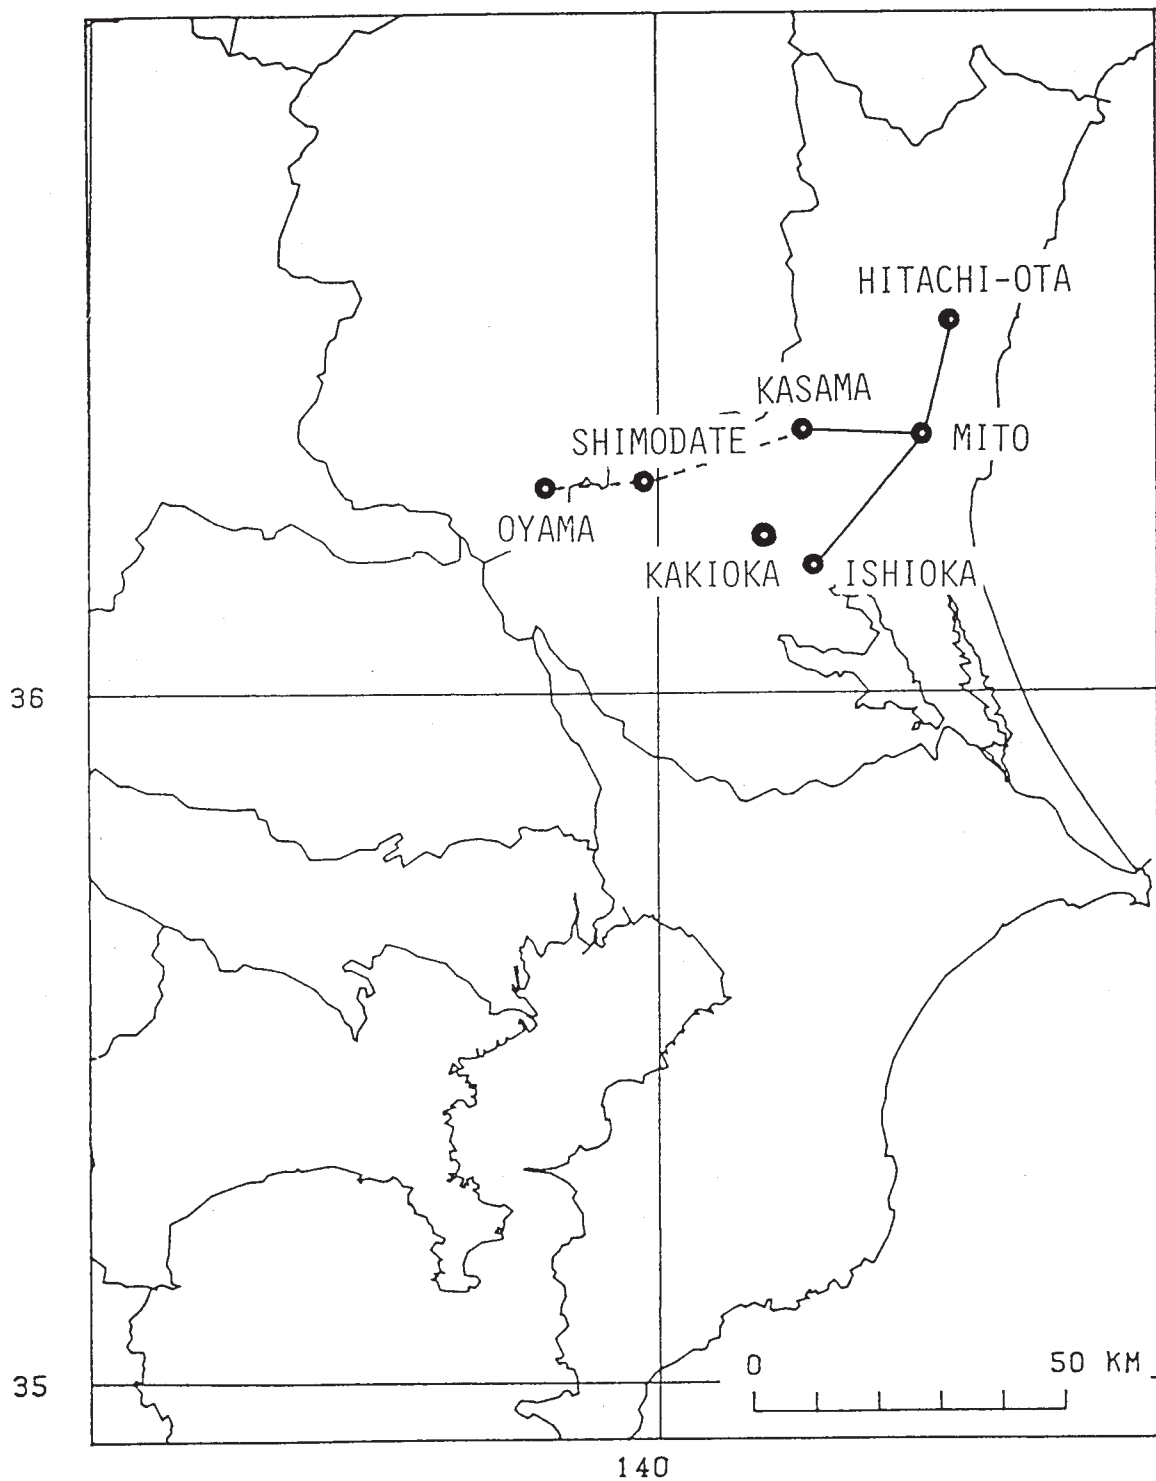 HITACHI-OTA
KASAMA
SHIMODATE
MITO
OYAMA
KAKIOKA
ISHIOKA
36
0 50 KM
35
140